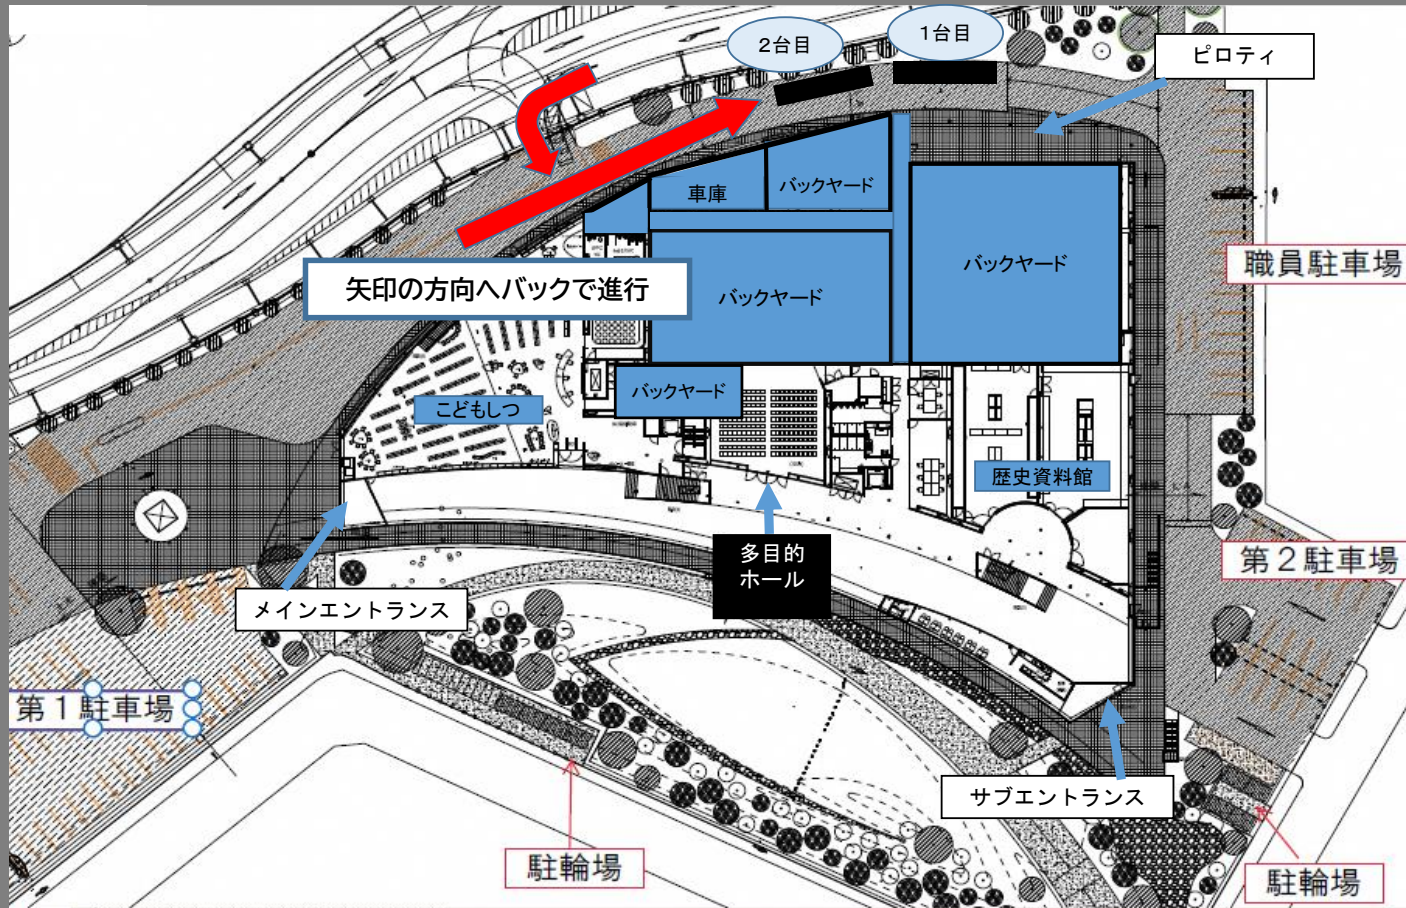 2台目
1台目
ピロティ
車庫
バックヤード
バックヤード
職員駐車場
矢印の方向へバックで進行
バックヤード
バックヤード
こどもしつ
歴史資料館
多目的
ホール
第2駐車場
メインエントランス
第1駐車場
サブエントランス
駐輪場
駐輪場